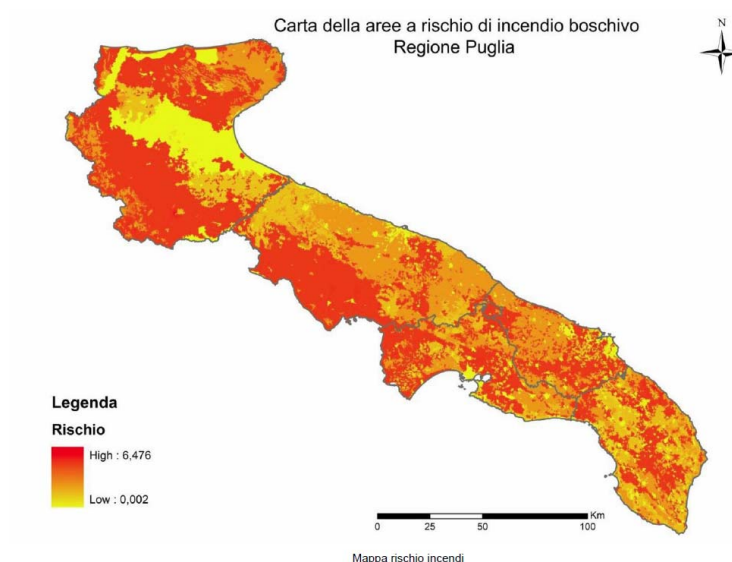 Carta della aree a rischio di incendio boschivo
Regione Puglia
N
Legenda
Rischio
High : 6,476
Low : 0,002
Km
0 25 50 100
Mappa rischio incendi